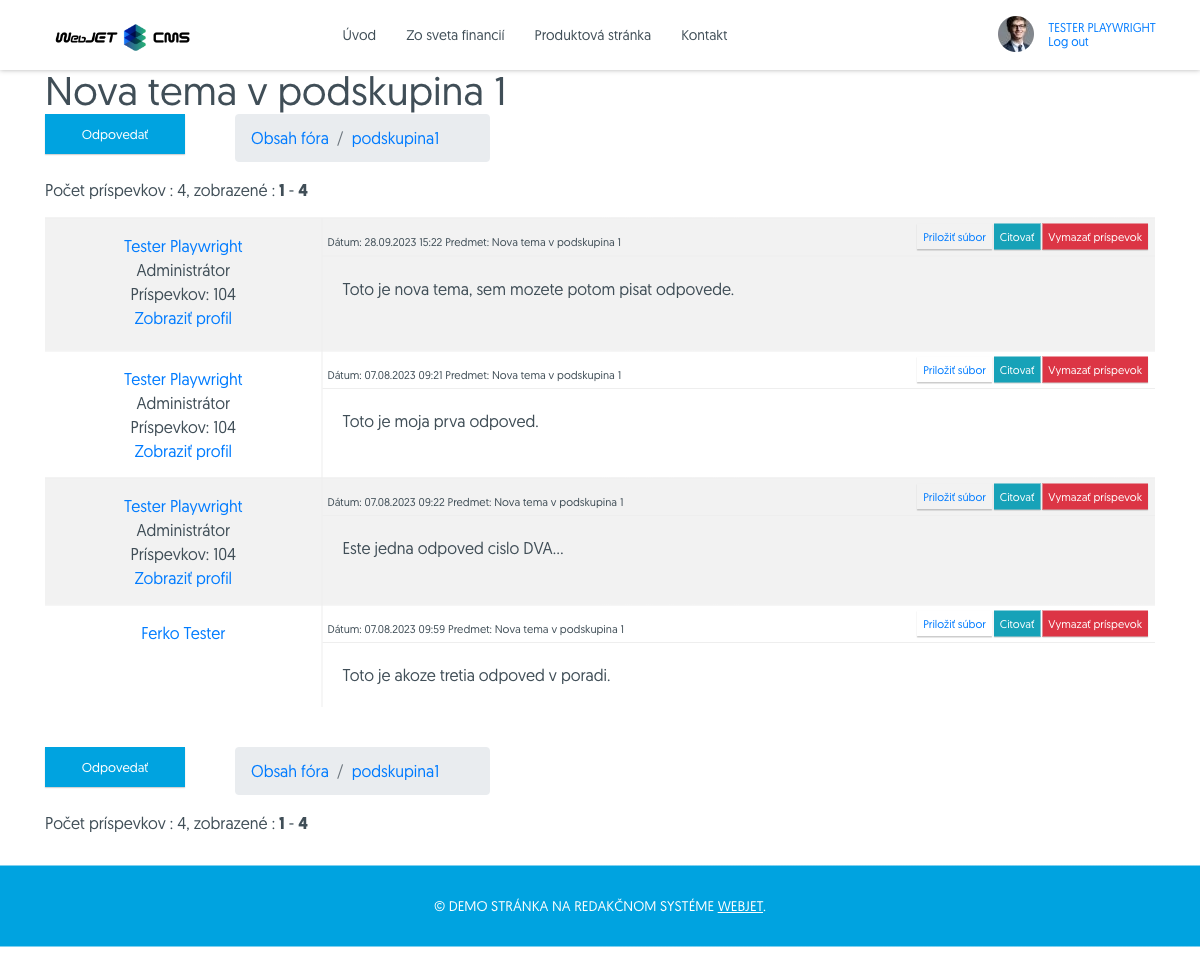 WebJET CMS
Úvod Zo sveta financií Produktová stránka Kontakt
TESTER PLAYWRIGHT
Log out
Nova tema v podskupina 1
Odpovedať
Obsah fóra / podskupina1
Počet príspevkov : 4, zobrazené : 1 - 4
Tester Playwright
Administrátor
Príspevkov: 104
Zobraziť profil
Dátum: 28.09.2023 15:22 Predmet: Nova tema v podskupina 1
Priložiť súbor Citovať Vymazať príspevok
Toto je nova tema, sem mozete potom pisat odpovede.
Tester Playwright
Administrátor
Príspevkov: 104
Zobraziť profil
Dátum: 07.08.2023 09:21 Predmet: Nova tema v podskupina 1
Priložiť súbor Citovať Vymazať príspevok
Toto je moja prva odpoved.
Tester Playwright
Administrátor
Príspevkov: 104
Zobraziť profil
Dátum: 07.08.2023 09:22 Predmet: Nova tema v podskupina 1
Priložiť súbor Citovať Vymazať príspevok
Este jedna odpoved cislo DVA...
Ferko Tester
Dátum: 07.08.2023 09:59 Predmet: Nova tema v podskupina 1
Priložiť súbor Citovať Vymazať príspevok
Toto je akoze tretia odpoved v poradi.
Odpovedať
Obsah fóra / podskupina1
Počet príspevkov : 4, zobrazené : 1 - 4
© DEMO STRÁNKA NA REDAKČNOM SYSTÉME WEBJET.